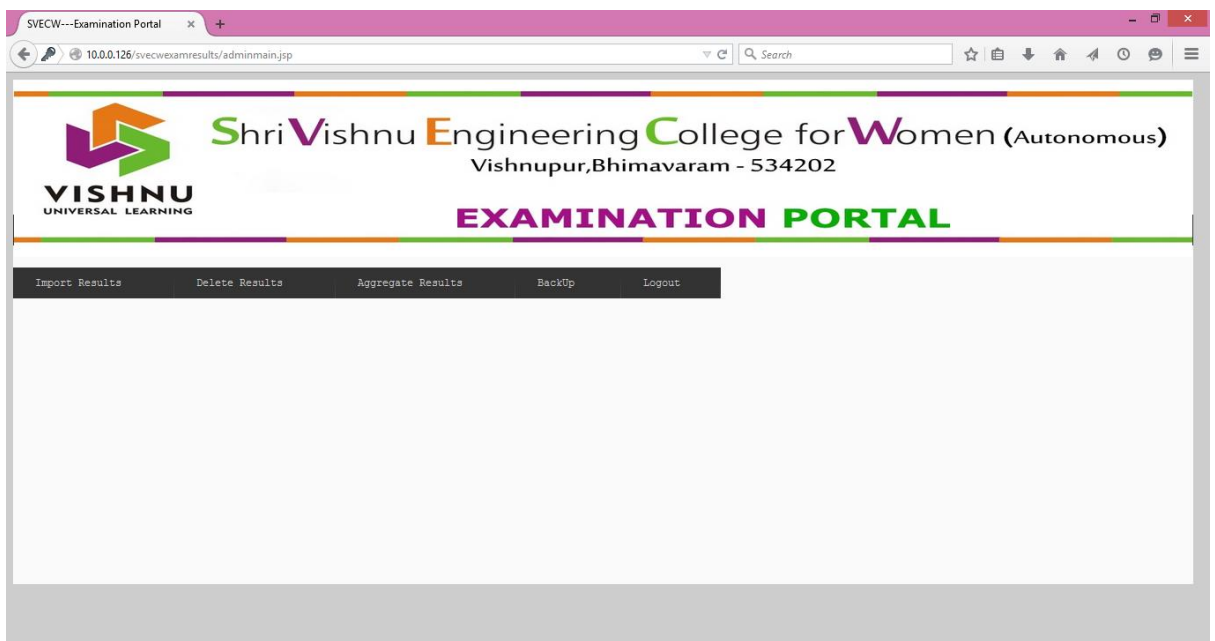 SVECW---Examination Portal
10.0.0.126/svecwexamresults/adminmain.jsp
Search
Shri Vishnu Engineering College for Women (Autonomous)
Vishnupur,Bhimavaram - 534202
VISHNU
UNIVERSAL LEARNING
EXAMINATION PORTAL
Import Results Delete Results Aggregate Results BackUp Logout